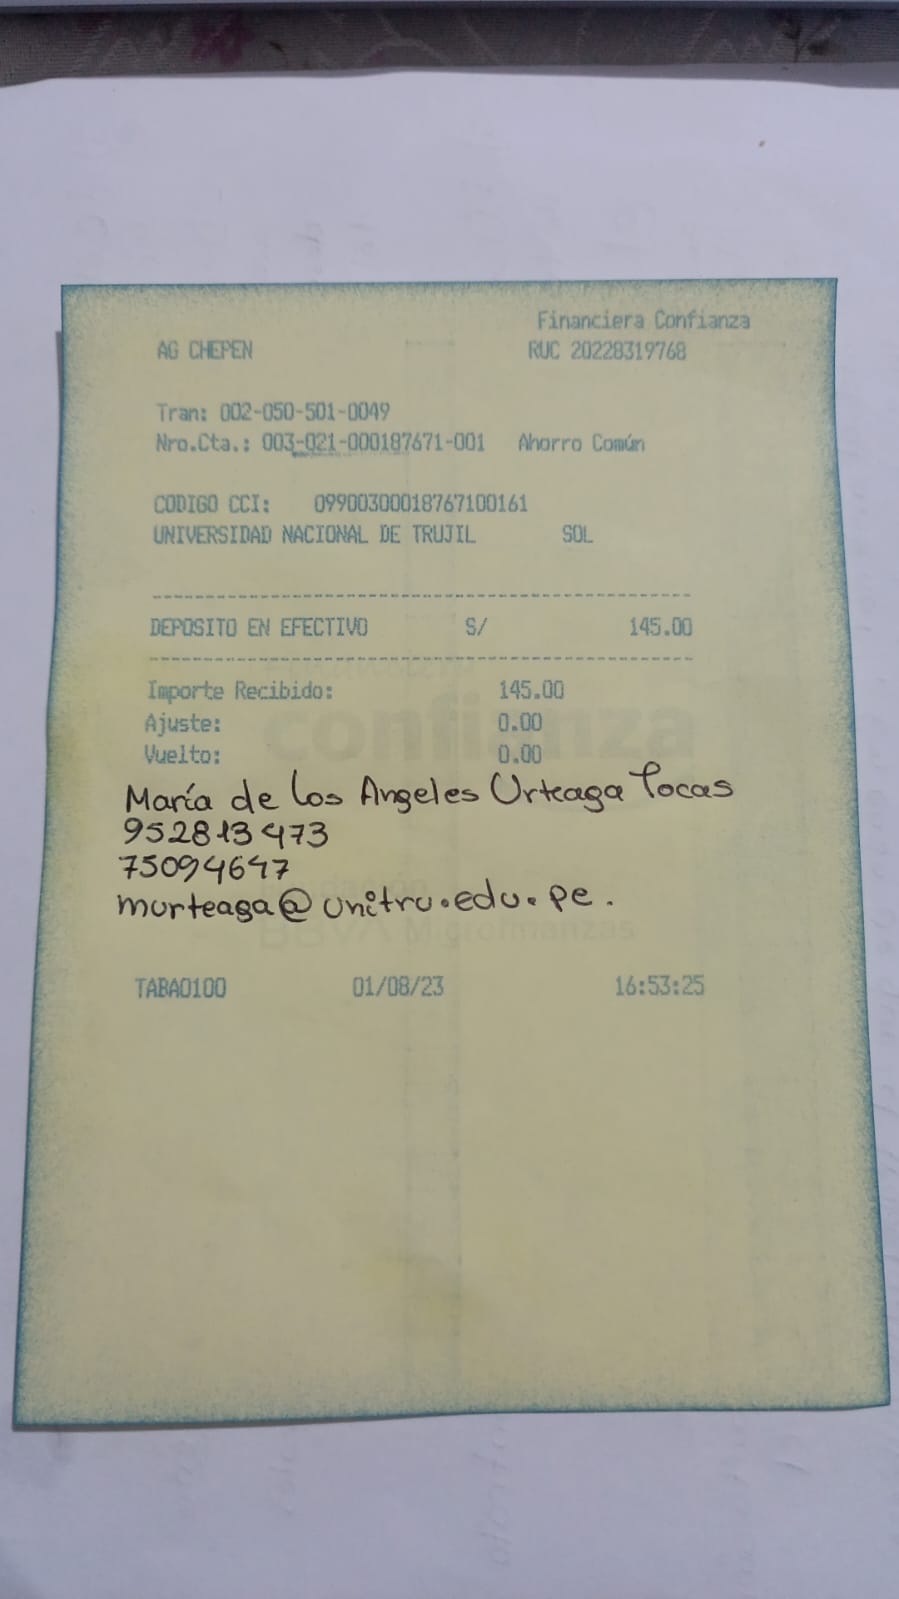 Financiera Confianza
AG CHEPEN RUC 20228319768
Tran: 002-050-501-0049
Nro.Cta.: 003-021-000187671-001 Ahorro Común
CODIGO CCI: 09900300018767100161
UNIVERSIDAD NACIONAL DE TRUJIL SOL
------------------------------------------------------------
DEPOSITO EN EFECTIVO S/ 145.00
------------------------------------------------------------
Importe Recibido: 145.00
confianza
Ajuste: 0.00
Vuelto: 0.00
María de los Angeles Urteaga Tocas
952813473
75094647
murteaga@unitru.edu.pe.
BBVA Microfinanzas
TABA0100 01/08/23 16:53:25